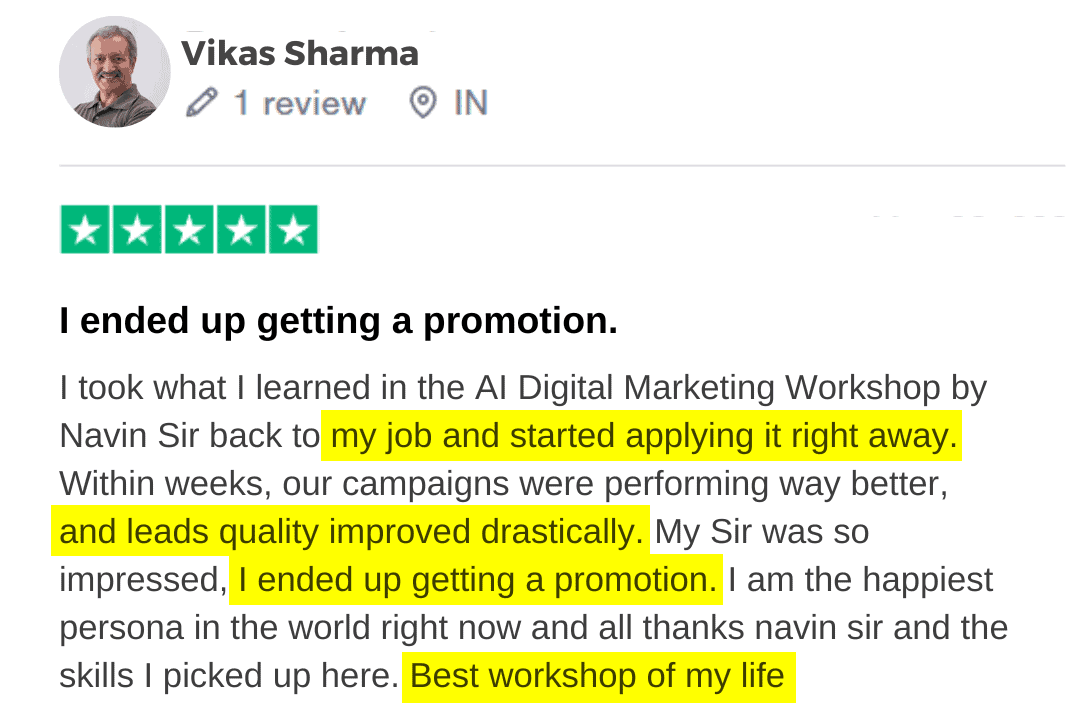 Vikas Sharma
1 review IN
I ended up getting a promotion.
I took what I learned in the AI Digital Marketing Workshop by
Navin Sir back to my job and started applying it right away.
Within weeks, our campaigns were performing way better,
and leads quality improved drastically. My Sir was so
impressed, I ended up getting a promotion. I am the happiest
persona in the world right now and all thanks navin sir and the
skills I picked up here. Best workshop of my life